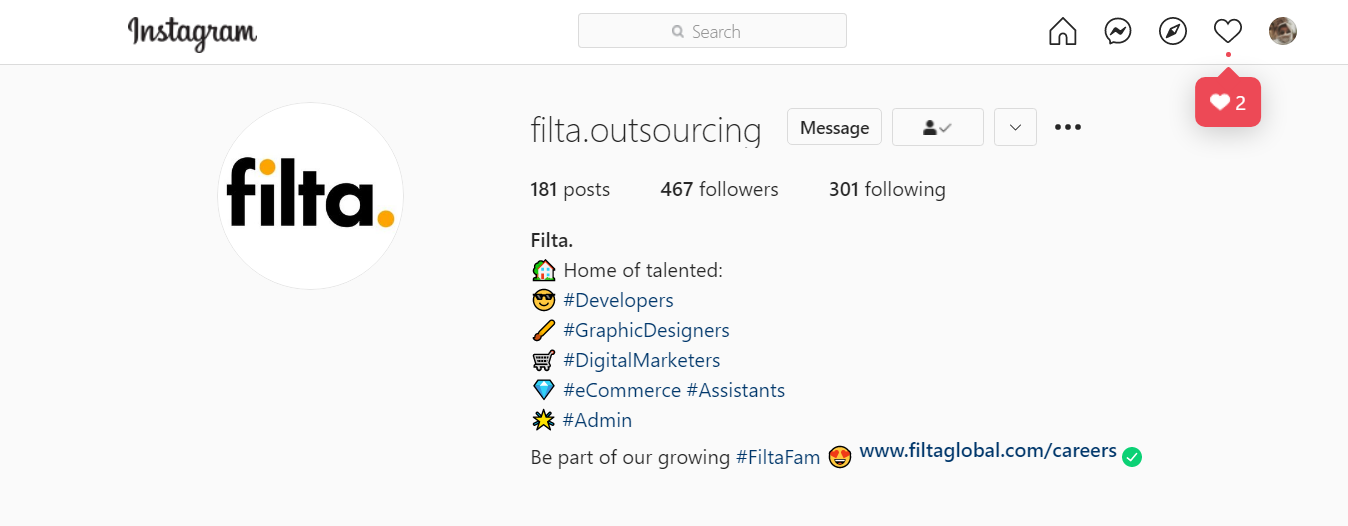 Instagram
Search
2
filta.
filta.outsourcing
Message
181 posts 467 followers 301 following
Filta.
🏡 Home of talented:
😎 #Developers
🖌️ #GraphicDesigners
🛒 #DigitalMarketers
💎 #eCommerce #Assistants
🌟 #Admin
Be part of our growing #FiltaFam 😍 www.filtaglobal.com/careers